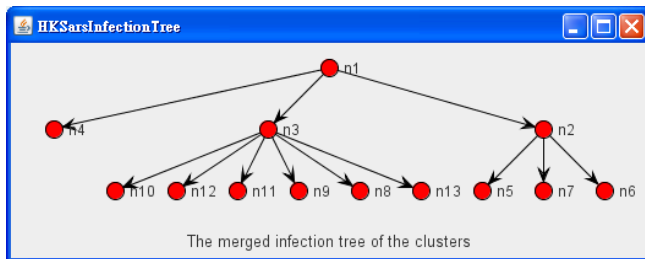 HKSarsInfectionTree
n1
n4
n3
n2
n10 n12 n11 n9 n8 n13 n5 n7 n6
The merged infection tree of the clusters